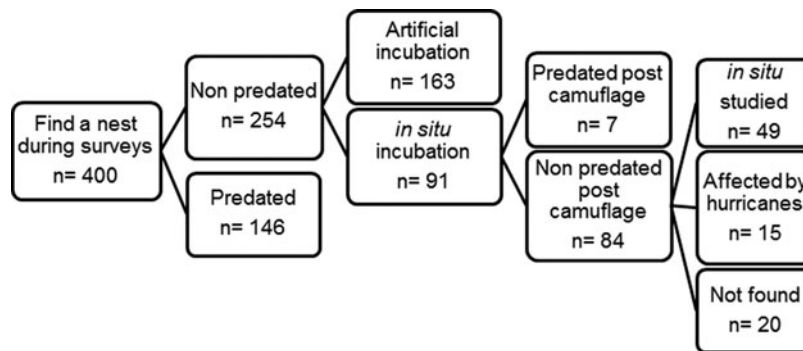 Find a nest
during surveys
n= 400
Non predated
n= 254
Predated
n= 146
Artificial
incubation
n= 163
in situ
incubation
n= 91
Predated post
camuflage
n= 7
Non predated
post
camuflage
n= 84
in situ
studied
n= 49
Affected by
hurricanes
n= 15
Not found
n= 20